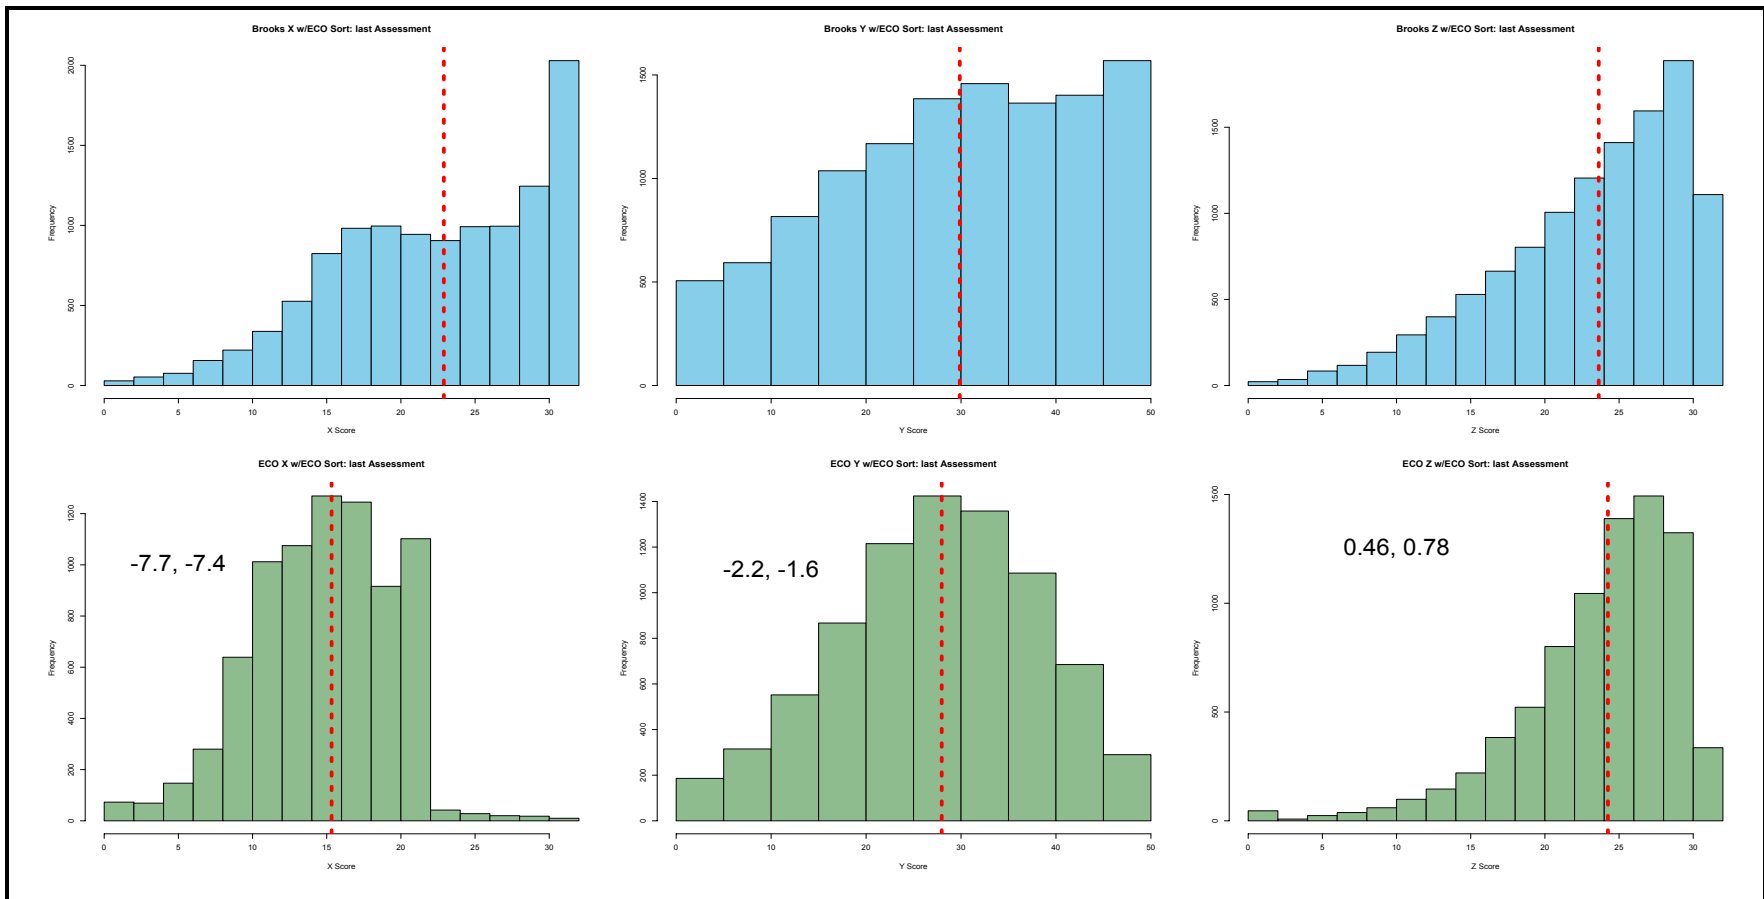 Brooks X w/ECO Sort: last Assessment
Frequency
0
500
1000
1500
2000
0 5 10 15 20 25 30
X Score
Brooks Y w/ECO Sort: last Assessment
Frequency
0
500
1000
1500
0 10 20 30 40 50
Y Score
Brooks Z w/ECO Sort: last Assessment
Frequency
0
500
1000
1500
0 5 10 15 20 25 30
Z Score
ECO X w/ECO Sort: last Assessment
-7.7, -7.4
Frequency
0
200
400
600
800
1000
1200
0 5 10 15 20 25 30
X Score
ECO Y w/ECO Sort: last Assessment
-2.2, -1.6
Frequency
0
200
400
600
800
1000
1200
1400
0 10 20 30 40 50
Y Score
ECO Z w/ECO Sort: last Assessment
0.46, 0.78
Frequency
0
500
1000
1500
0 5 10 15 20 25 30
Z Score